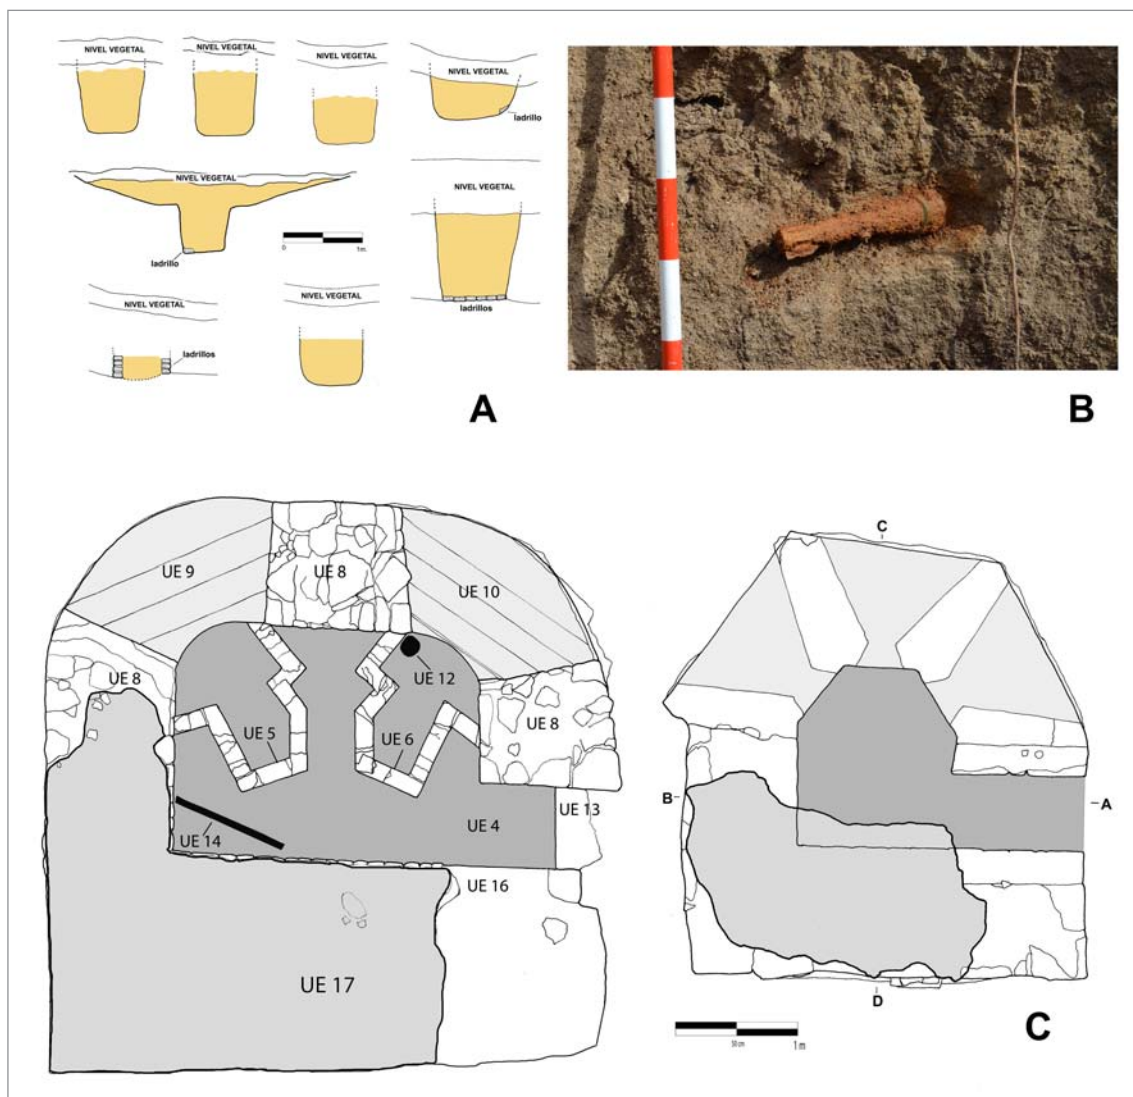 NIVEL VEGETAL
NIVEL VEGETAL
NIVEL VEGETAL
NIVEL VEGETAL
ladrillo
NIVEL VEGETAL
ladrillo
0
1m.
NIVEL VEGETAL
ladrillos
NIVEL VEGETAL
ladrillos
NIVEL VEGETAL
A
B
UE 9
UE 8
UE 10
UE 8
UE 12
UE 8
UE 5
UE 6
UE 14
UE 4
UE 13
UE 16
UE 17
C
B
A
D
50 cm
1 m
C